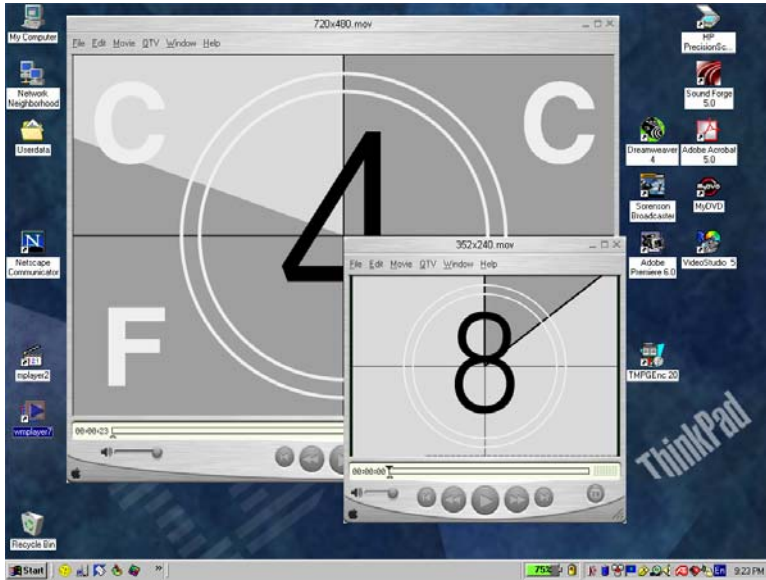 My Computer
Network
Neighborhood
Userdata
Netscape
Communicator
mplayer2
wmplayer7
Recycle Bin
720x480.mov
File Edit Movie QTV Window Help
C
C
4
F
00:00:23
352x240.mov
File Edit Movie QTV Window Help
8
00:00:00
HP
PrecisionSc...
Sound Forge
5.0
Dreamweaver
4
Adobe Acrobat
5.0
Sorenson
Broadcaster
MyDVD
Adobe
Premiere 6.0
VideoStudio 5
TMPGEnc 20
ThinkPad
Start
»
75%
En
9:23 PM